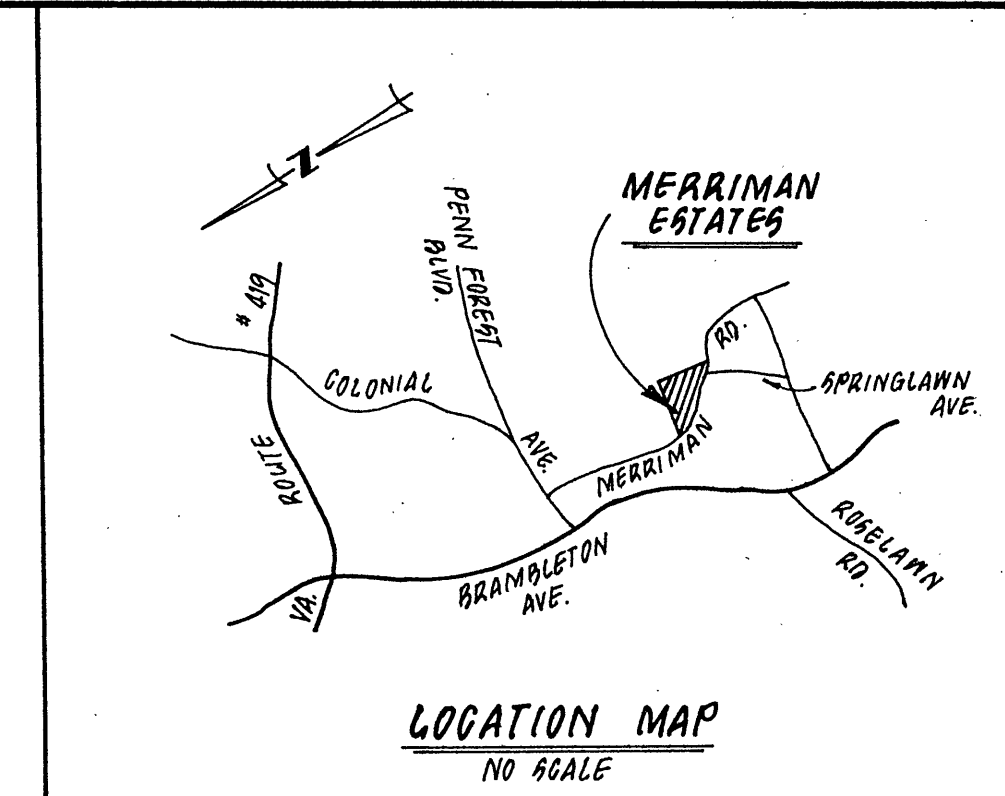 N
MERRIMAN
ESTATES
PENN FOREST
BLVD.
# 419
RD.
COLONIAL
SPRINGLAWN
AVE.
AVE.
ROUTE
MERRIMAN
ROSELAWN
RD.
BRAMBLETON
AVE.
VA.
LOCATION MAP
NO SCALE